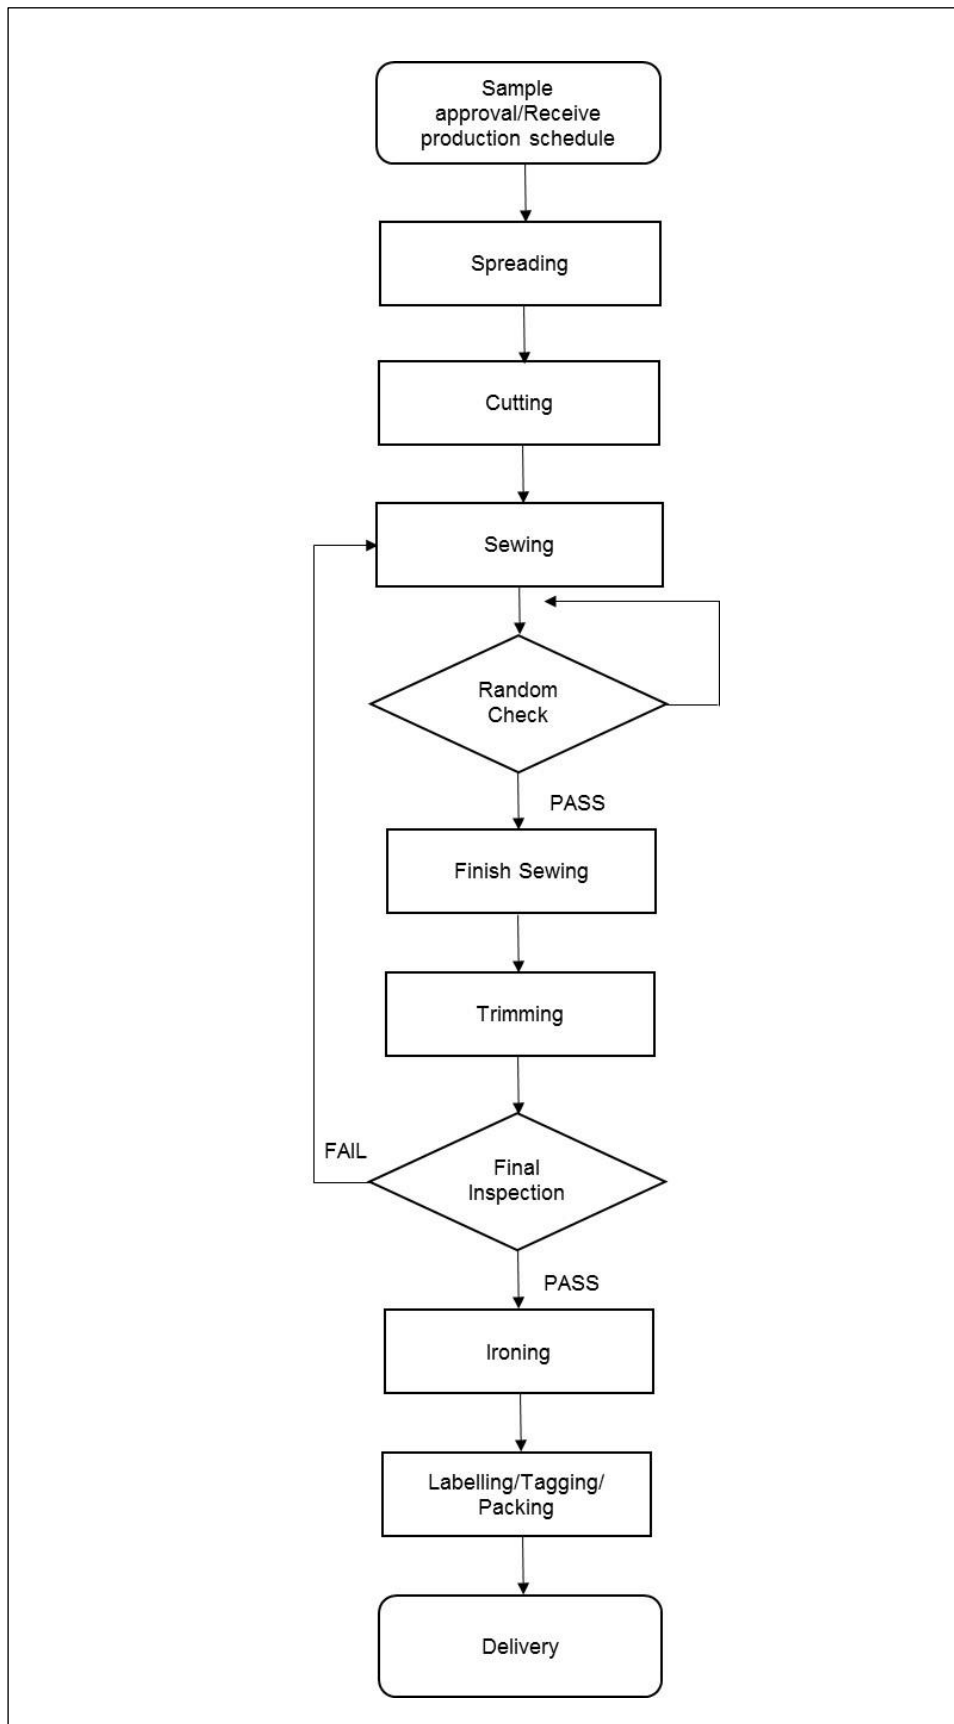 Sample
approval/Receive
production schedule
Spreading
Cutting
Sewing
Random
Check
PASS
Finish Sewing
Trimming
FAIL
Final
Inspection
PASS
Ironing
Labelling/Tagging/
Packing
Delivery